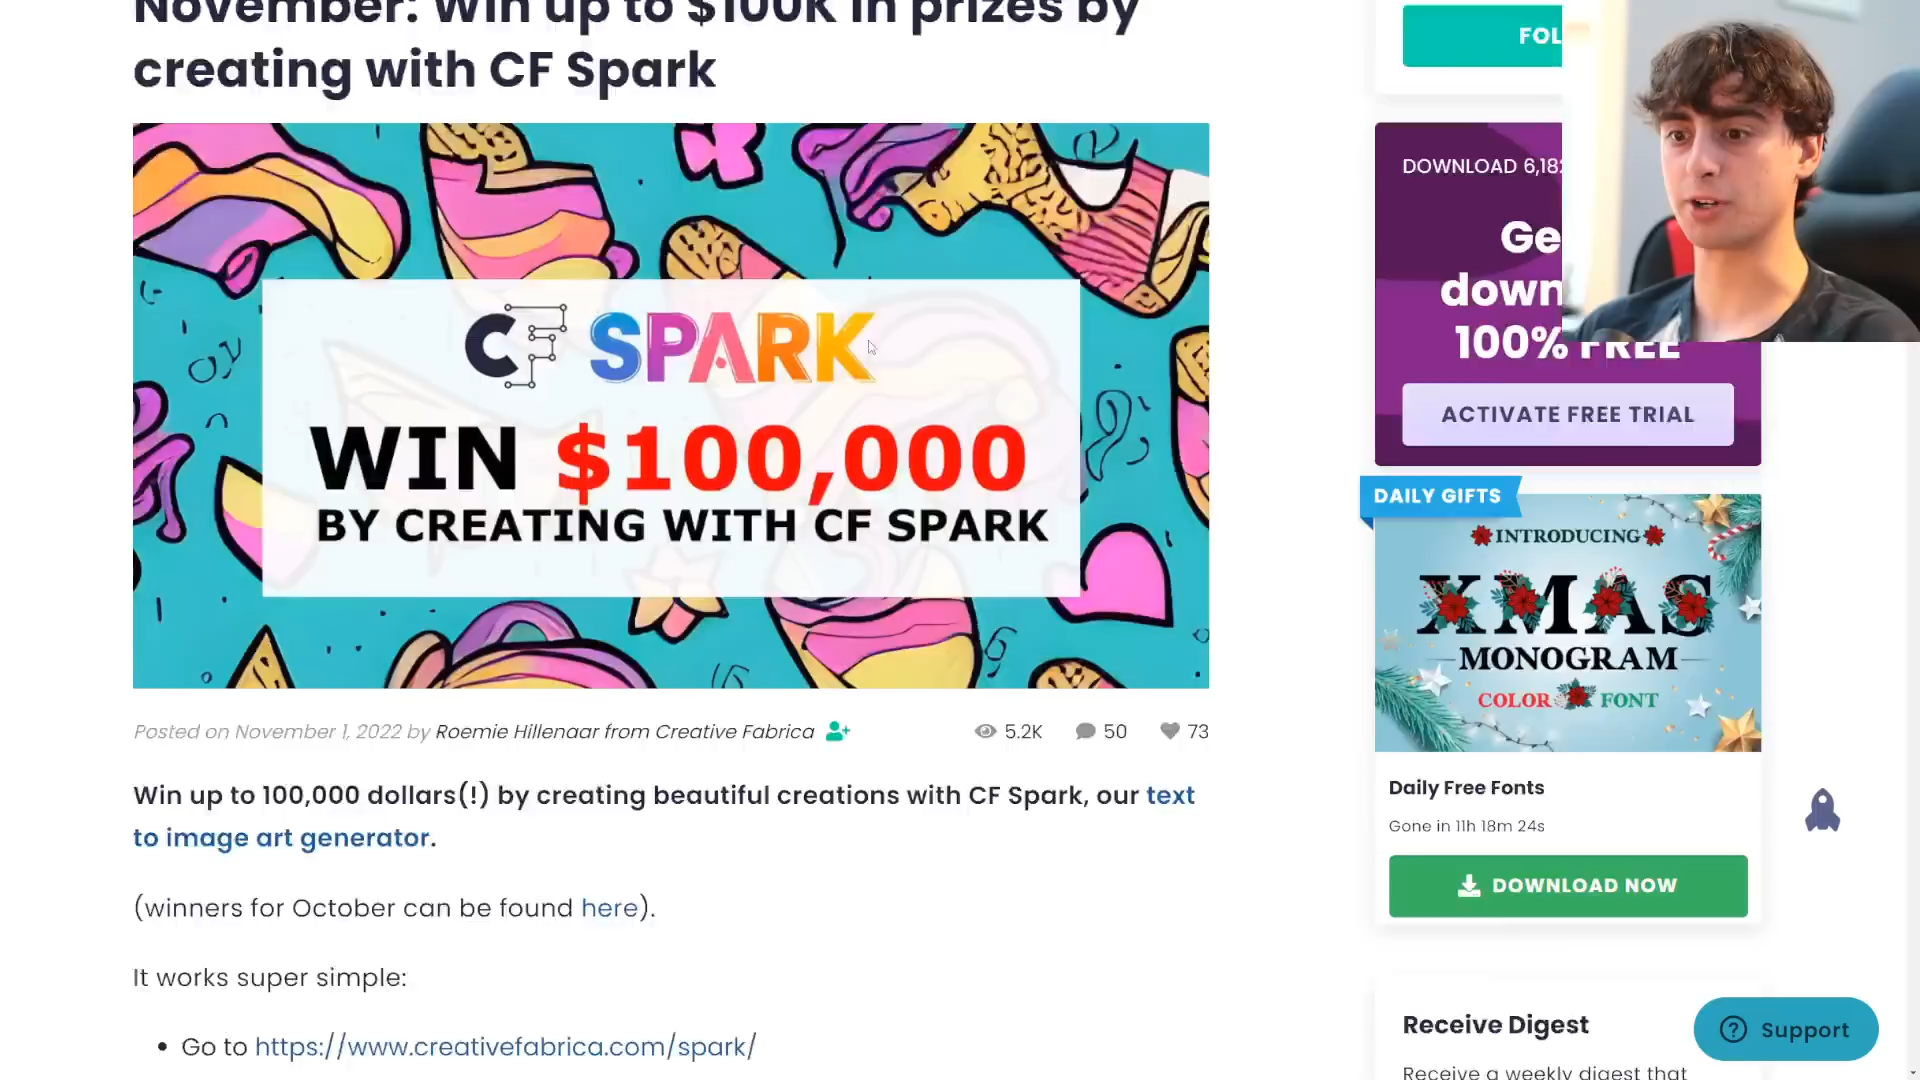 November: Win up to $100K in prizes by
creating with CF Spark
CF SPARK
WIN $100,000
BY CREATING WITH CF SPARK
Posted on November 1, 2022 by Roemie Hillenaar from Creative Fabrica
5.2K
50
73
Win up to 100,000 dollars(!) by creating beautiful creations with CF Spark, our text
to image art generator.
(winners for October can be found here).
It works super simple:
• Go to https://www.creativefabrica.com/spark/
FOL
DOWNLOAD 6,18
Ge
down
100% FREE
ACTIVATE FREE TRIAL
DAILY GIFTS
INTRODUCING
XMAS
MONOGRAM
COLOR FONT
Daily Free Fonts
Gone in 11h 18m 24s
DOWNLOAD NOW
Receive Digest
Receive a weekly digest that
Support